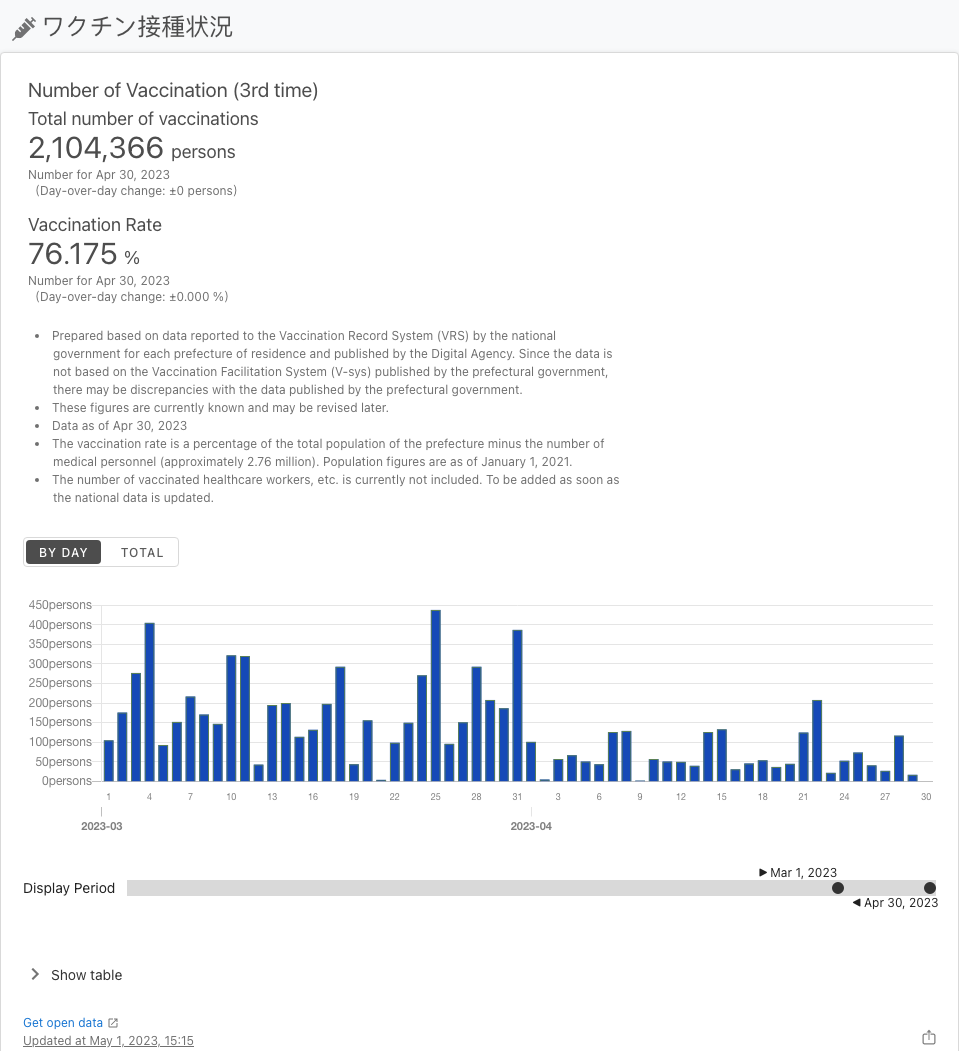 ワクチン接種状況
Number of Vaccination (3rd time)
Total number of vaccinations
2,104,366 persons
Number for Apr 30, 2023
(Day-over-day change: ±0 persons)
Vaccination Rate
76.175 %
Number for Apr 30, 2023
(Day-over-day change: ±0.000 %)
• Prepared based on data reported to the Vaccination Record System (VRS) by the national
government for each prefecture of residence and published by the Digital Agency. Since the data is
not based on the Vaccination Facilitation System (V-sys) published by the prefectural government,
there may be discrepancies with the data published by the prefectural government.
• These figures are currently known and may be revised later.
• Data as of Apr 30, 2023
• The vaccination rate is a percentage of the total population of the prefecture minus the number of
medical personnel (approximately 2.76 million). Population figures are as of January 1, 2021.
• The number of vaccinated healthcare workers, etc. is currently not included. To be added as soon as
the national data is updated.
BY DAY TOTAL
450persons
400persons
350persons
300persons
250persons
200persons
150persons
100persons
50persons
0persons
1 4 7 10 13 16 19 22 25 28 31 3 6 9 12 15 18 21 24 27 30
2023-03 2023-04
Mar 1, 2023
Display Period
Apr 30, 2023
Show table
Get open data
Updated at May 1, 2023, 15:15